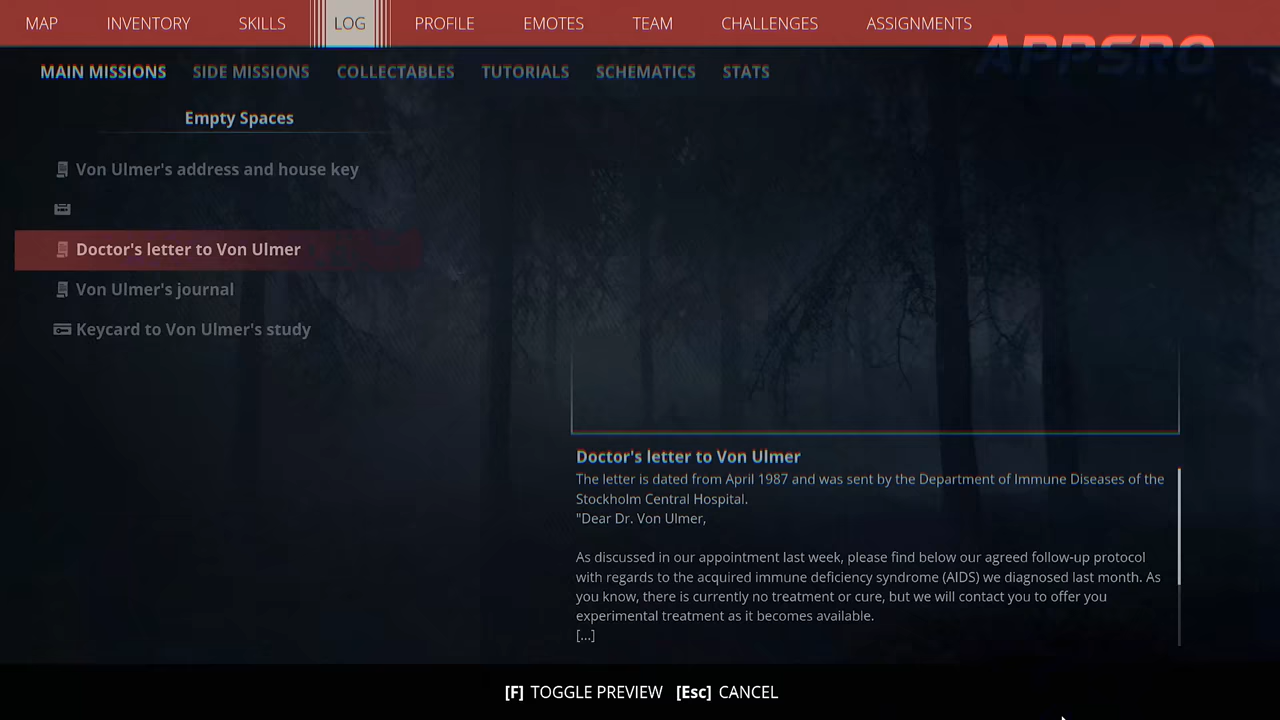 MAP INVENTORY SKILLS LOG PROFILE EMOTES TEAM CHALLENGES ASSIGNMENTS
APPSRO
MAIN MISSIONS SIDE MISSIONS COLLECTABLES TUTORIALS SCHEMATICS STATS
Empty Spaces
Von Ulmer's address and house key
Doctor's letter to Von Ulmer
Von Ulmer's journal
Keycard to Von Ulmer's study
Doctor's letter to Von Ulmer
The letter is dated from April 1987 and was sent by the Department of Immune Diseases of the
Stockholm Central Hospital.
"Dear Dr. Von Ulmer,
As discussed in our appointment last week, please find below our agreed follow-up protocol
with regards to the acquired immune deficiency syndrome (AIDS) we diagnosed last month. As
you know, there is currently no treatment or cure, but we will contact you to offer you
experimental treatment as it becomes available.
[...]
[F] TOGGLE PREVIEW [Esc] CANCEL